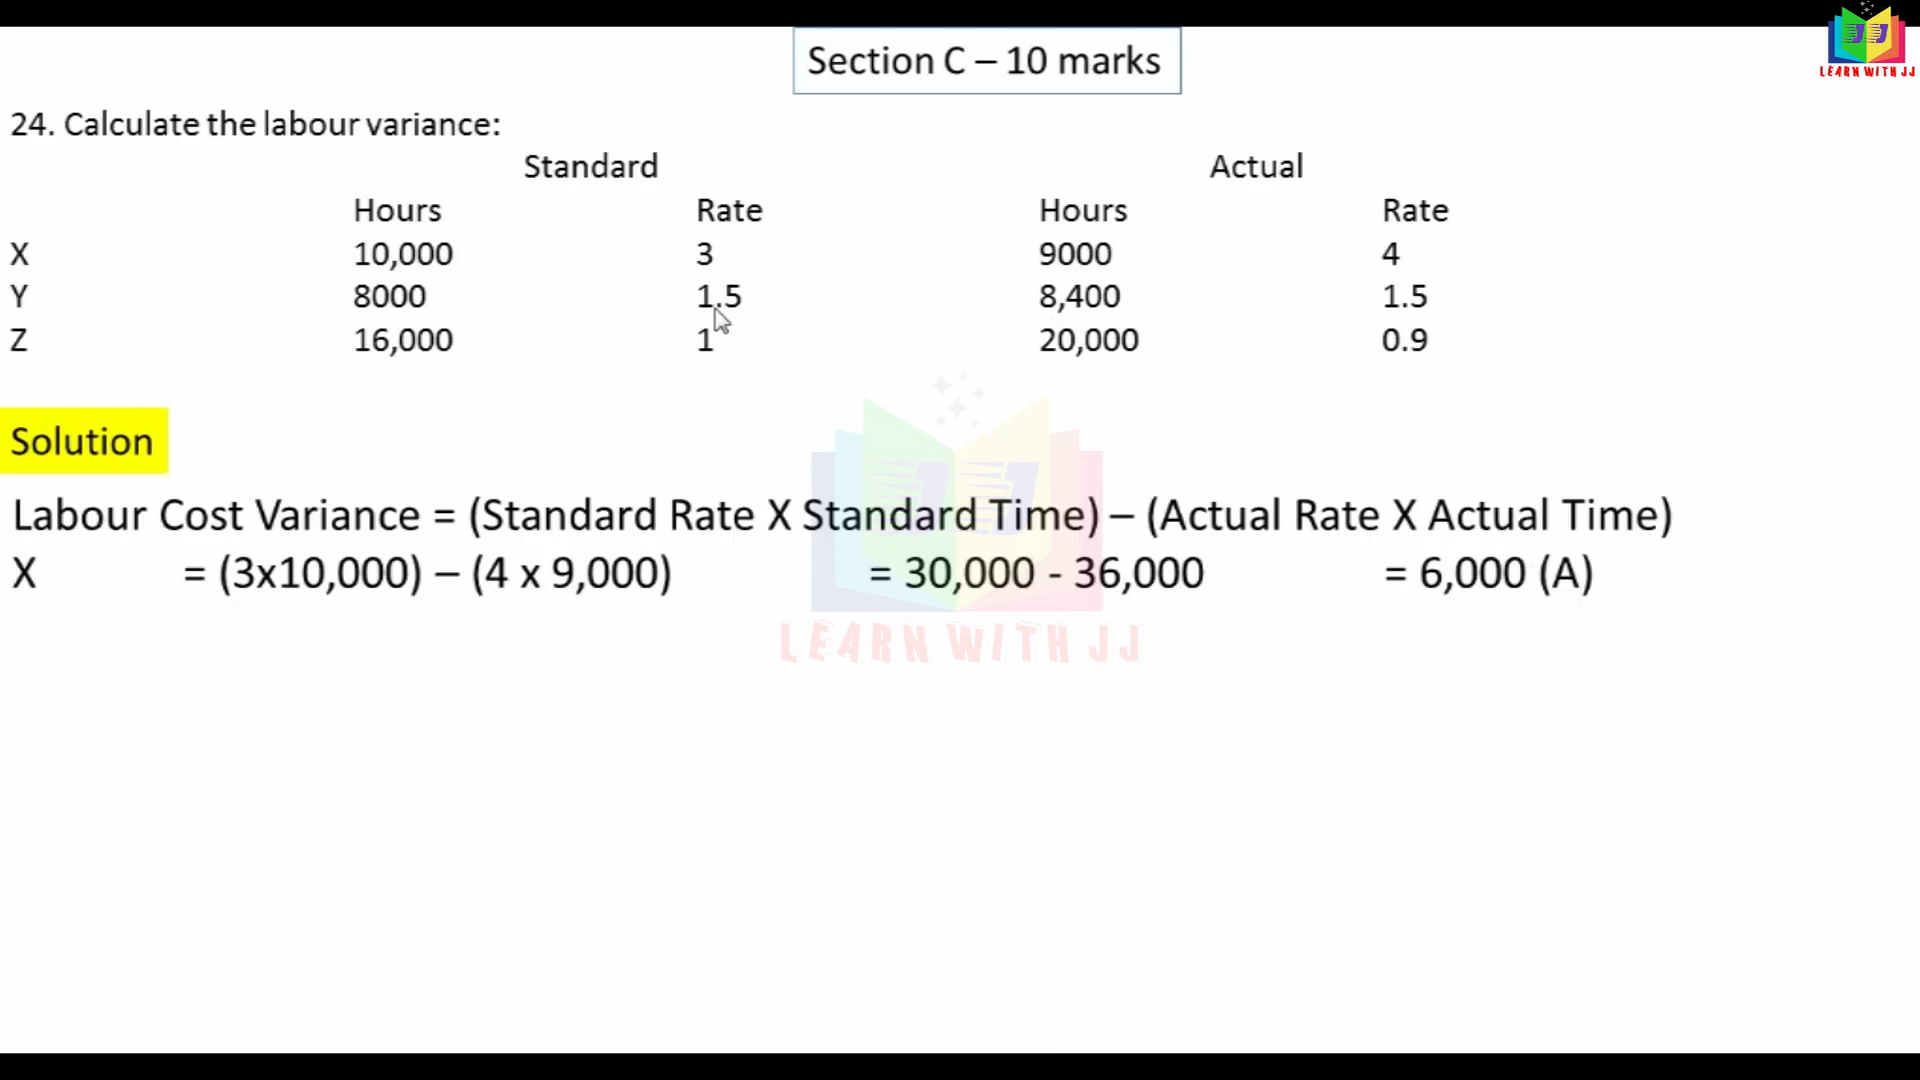 Section C – 10 marks
LEARN WITH JJ
24. Calculate the labour variance:
Standard Actual
Hours Rate Hours Rate
X 10,000 3 9000 4
Y 8000 1.5 8,400 1.5
Z 16,000 1 20,000 0.9
Solution
Labour Cost Variance = (Standard Rate X Standard Time) – (Actual Rate X Actual Time)
X = (3x10,000) – (4 x 9,000) = 30,000 - 36,000 = 6,000 (A)
LEARN WITH JJ